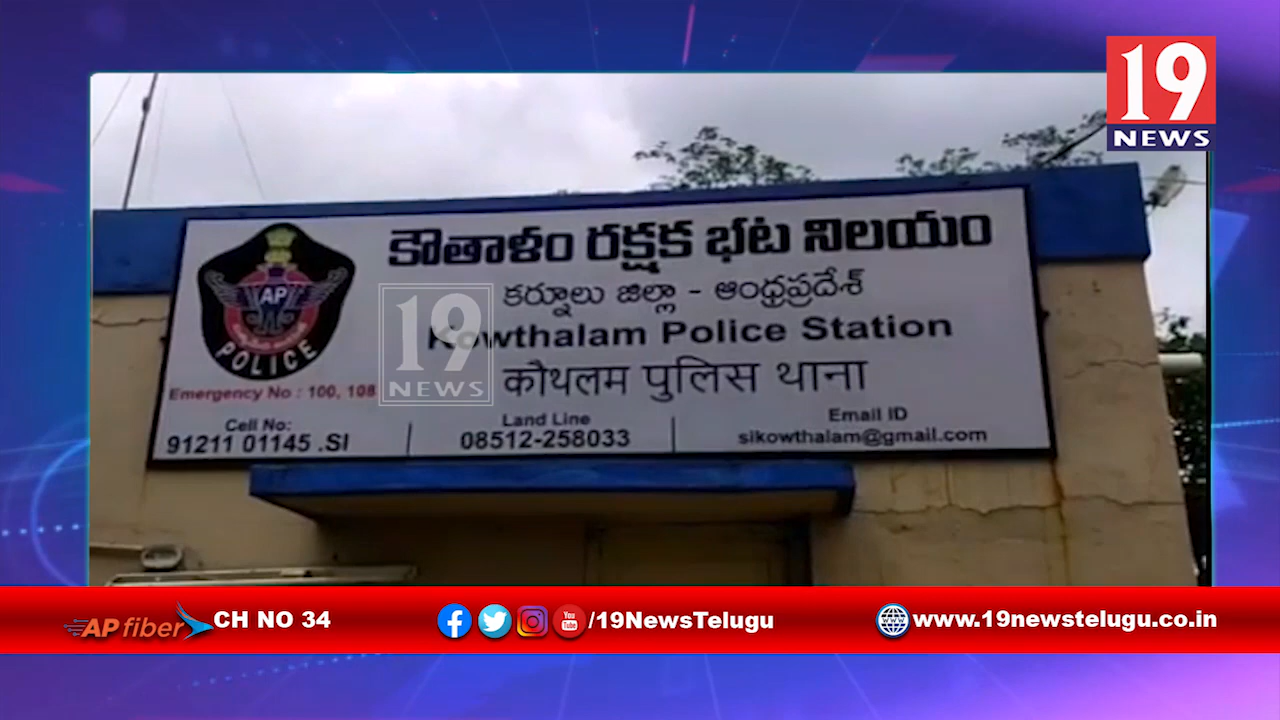 19
NEWS
కౌతాళం రక్షక భట నిలయం
కర్నూలు జిల్లా - ఆంధ్రప్రదేశ్
Kowthalam Police Station
कौथलम पुलिस थाना
AP
POLICE
19
NEWS
Emergency No : 100, 108
Cell No:
91211 01145 .SI
Land Line
08512-258033
Email ID
sikowthalam@gmail.com
AP fiber CH NO 34
You Tube
/19NewsTelugu
www.19newstelugu.co.in